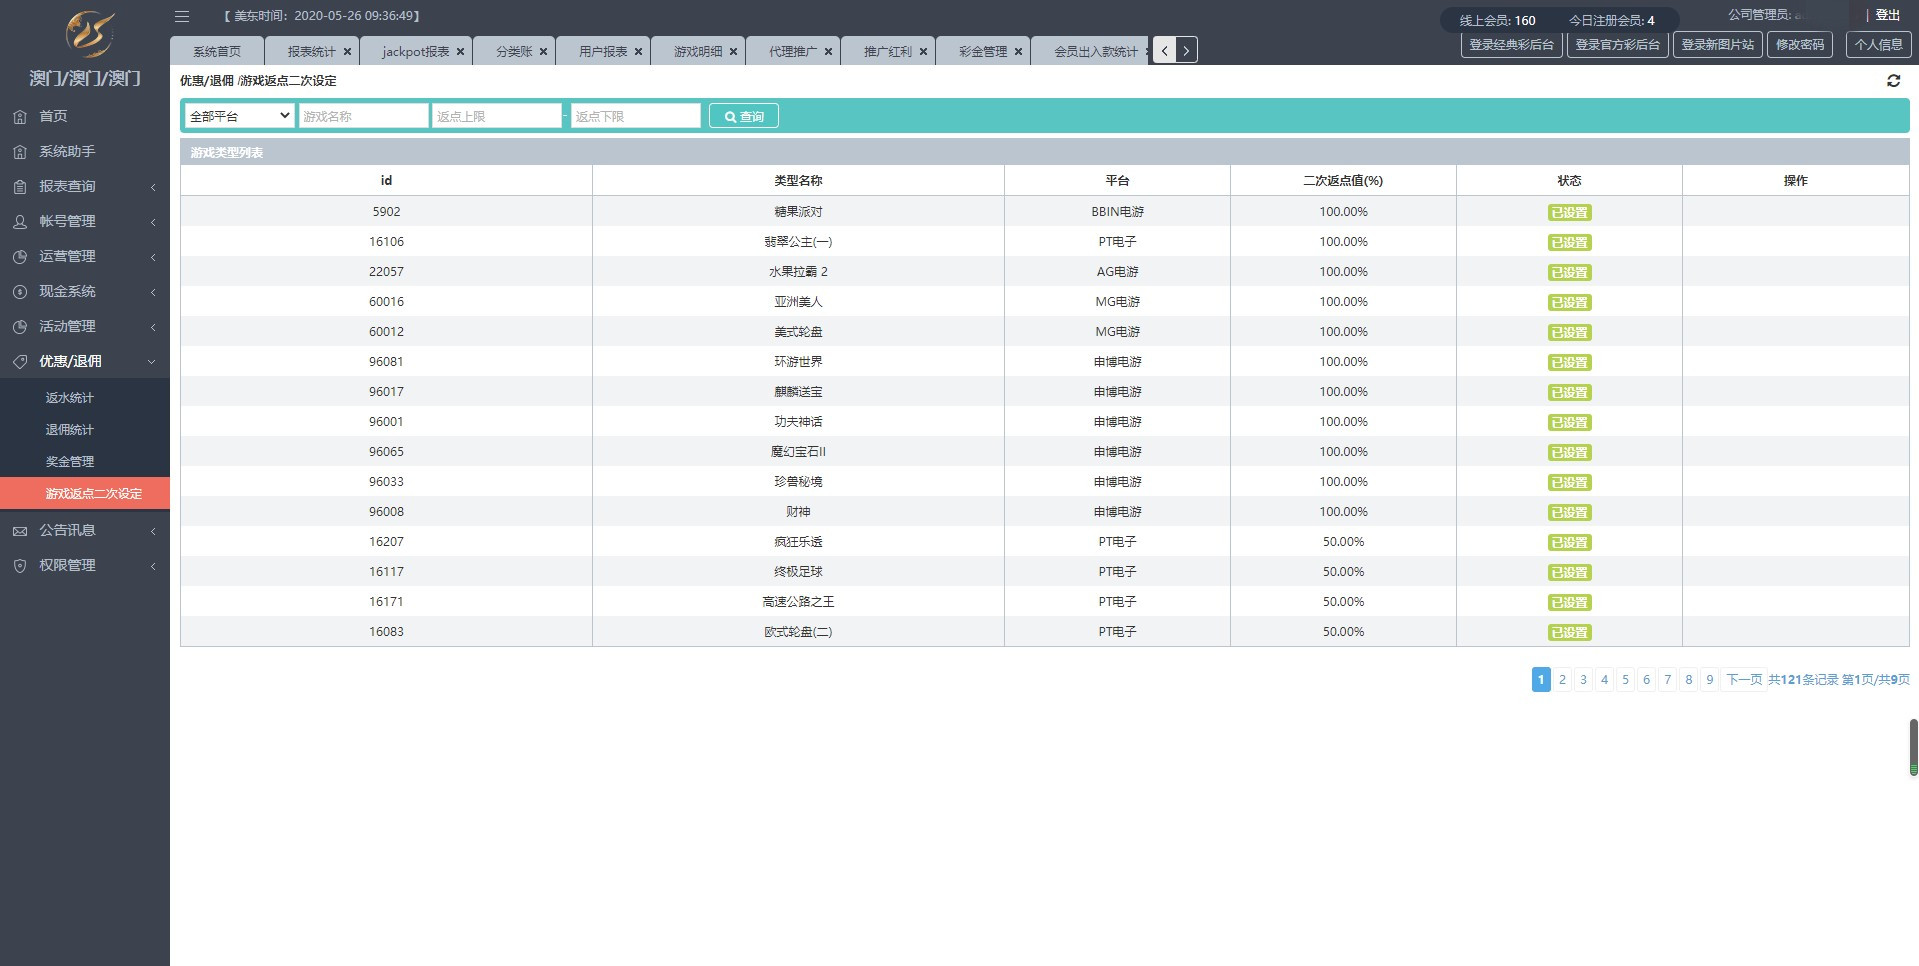 【 美东时间：2020-05-26 09:36:49】
线上会员: 160 今日注册会员: 4
公司管理员: | 登出
登录经典彩后台 登录官方彩后台 登录新图片站 修改密码 个人信息
系统首页 报表统计 jackpot报表 分类账 用户报表 游戏明细 代理推广 推广红利 彩金管理 会员出入款统计
澳门/澳门/澳门
首页
系统助手
报表查询
帐号管理
运营管理
现金系统
活动管理
优惠/退佣
返水统计
退佣统计
奖金管理
游戏返点二次设定
公告讯息
权限管理
优惠/退佣 /游戏返点二次设定
全部平台 游戏名称 返点上限 - 返点下限 查询
游戏类型列表
id 类型名称 平台 二次返点值(%) 状态 操作
5902 糖果派对 BBIN电游 100.00% 已设置
16106 翡翠公主(一) PT电子 100.00% 已设置
22057 水果拉霸 2 AG电游 100.00% 已设置
60016 亚洲美人 MG电游 100.00% 已设置
60012 美式轮盘 MG电游 100.00% 已设置
96081 环游世界 申博电游 100.00% 已设置
96017 麒麟送宝 申博电游 100.00% 已设置
96001 功夫神话 申博电游 100.00% 已设置
96065 魔幻宝石II 申博电游 100.00% 已设置
96033 珍兽秘境 申博电游 100.00% 已设置
96008 财神 申博电游 100.00% 已设置
16207 疯狂乐透 PT电子 50.00% 已设置
16117 终极足球 PT电子 50.00% 已设置
16171 高速公路之王 PT电子 50.00% 已设置
16083 欧式轮盘(二) PT电子 50.00% 已设置
1 2 3 4 5 6 7 8 9 下一页 共121条记录 第1页/共9页